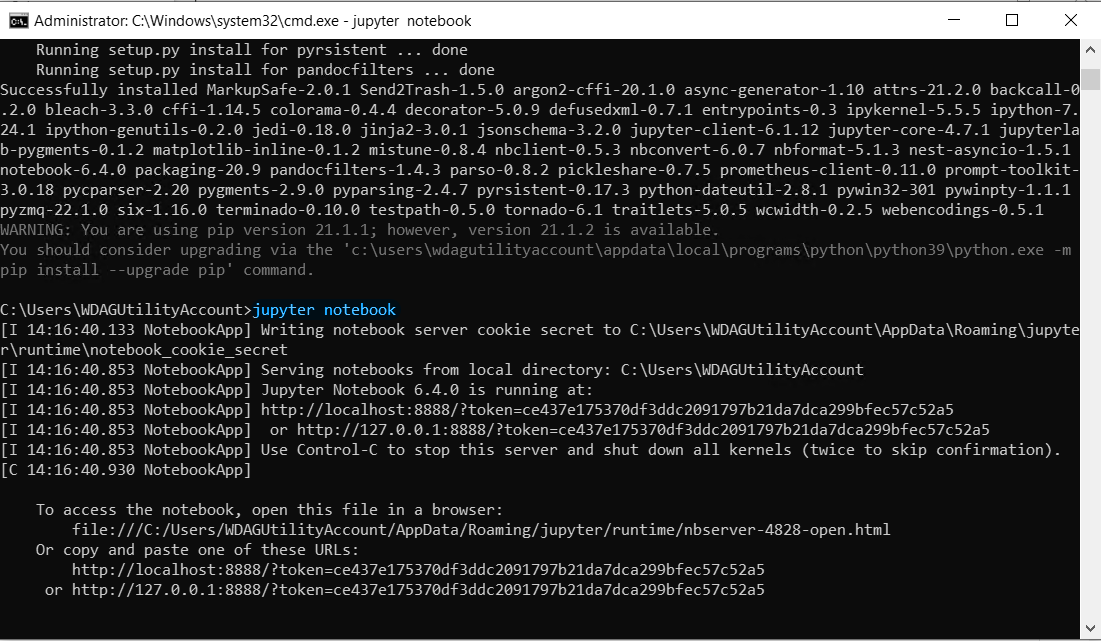 Administrator: C:\Windows\system32\cmd.exe - jupyter  notebook
    Running setup.py install for pyrsistent ... done
    Running setup.py install for pandocfilters ... done
Successfully installed MarkupSafe-2.0.1 Send2Trash-1.5.0 argon2-cffi-20.1.0 async-generator-1.10 attrs-21.2.0 backcall-0
.2.0 bleach-3.3.0 cffi-1.14.5 colorama-0.4.4 decorator-5.0.9 defusedxml-0.7.1 entrypoints-0.3 ipykernel-5.5.5 ipython-7.
24.1 ipython-genutils-0.2.0 jedi-0.18.0 jinja2-3.0.1 jsonschema-3.2.0 jupyter-client-6.1.12 jupyter-core-4.7.1 jupyterla
b-pygments-0.1.2 matplotlib-inline-0.1.2 mistune-0.8.4 nbclient-0.5.3 nbconvert-6.0.7 nbformat-5.1.3 nest-asyncio-1.5.1
notebook-6.4.0 packaging-20.9 pandocfilters-1.4.3 parso-0.8.2 pickleshare-0.7.5 prometheus-client-0.11.0 prompt-toolkit-
3.0.18 pycparser-2.20 pygments-2.9.0 pyparsing-2.4.7 pyrsistent-0.17.3 python-dateutil-2.8.1 pywin32-301 pywinpty-1.1.1
pyzmq-22.1.0 six-1.16.0 terminado-0.10.0 testpath-0.5.0 tornado-6.1 traitlets-5.0.5 wcwidth-0.2.5 webencodings-0.5.1
WARNING: You are using pip version 21.1.1; however, version 21.1.2 is available.
You should consider upgrading via the 'c:\users\wdagutilityaccount\appdata\local\programs\python\python39\python.exe -m
pip install --upgrade pip' command.
C:\Users\WDAGUtilityAccount>jupyter notebook
[I 14:16:40.133 NotebookApp] Writing notebook server cookie secret to C:\Users\WDAGUtilityAccount\AppData\Roaming\jupyte
r\runtime\notebook_cookie_secret
[I 14:16:40.853 NotebookApp] Serving notebooks from local directory: C:\Users\WDAGUtilityAccount
[I 14:16:40.853 NotebookApp] Jupyter Notebook 6.4.0 is running at:
[I 14:16:40.853 NotebookApp] http://localhost:8888/?token=ce437e175370df3ddc2091797b21da7dca299bfec57c52a5
[I 14:16:40.853 NotebookApp]  or http://127.0.0.1:8888/?token=ce437e175370df3ddc2091797b21da7dca299bfec57c52a5
[I 14:16:40.853 NotebookApp] Use Control-C to stop this server and shut down all kernels (twice to skip confirmation).
[C 14:16:40.930 NotebookApp]
    To access the notebook, open this file in a browser:
        file:///C:/Users/WDAGUtilityAccount/AppData/Roaming/jupyter/runtime/nbserver-4828-open.html
    Or copy and paste one of these URLs:
        http://localhost:8888/?token=ce437e175370df3ddc2091797b21da7dca299bfec57c52a5
     or http://127.0.0.1:8888/?token=ce437e175370df3ddc2091797b21da7dca299bfec57c52a5